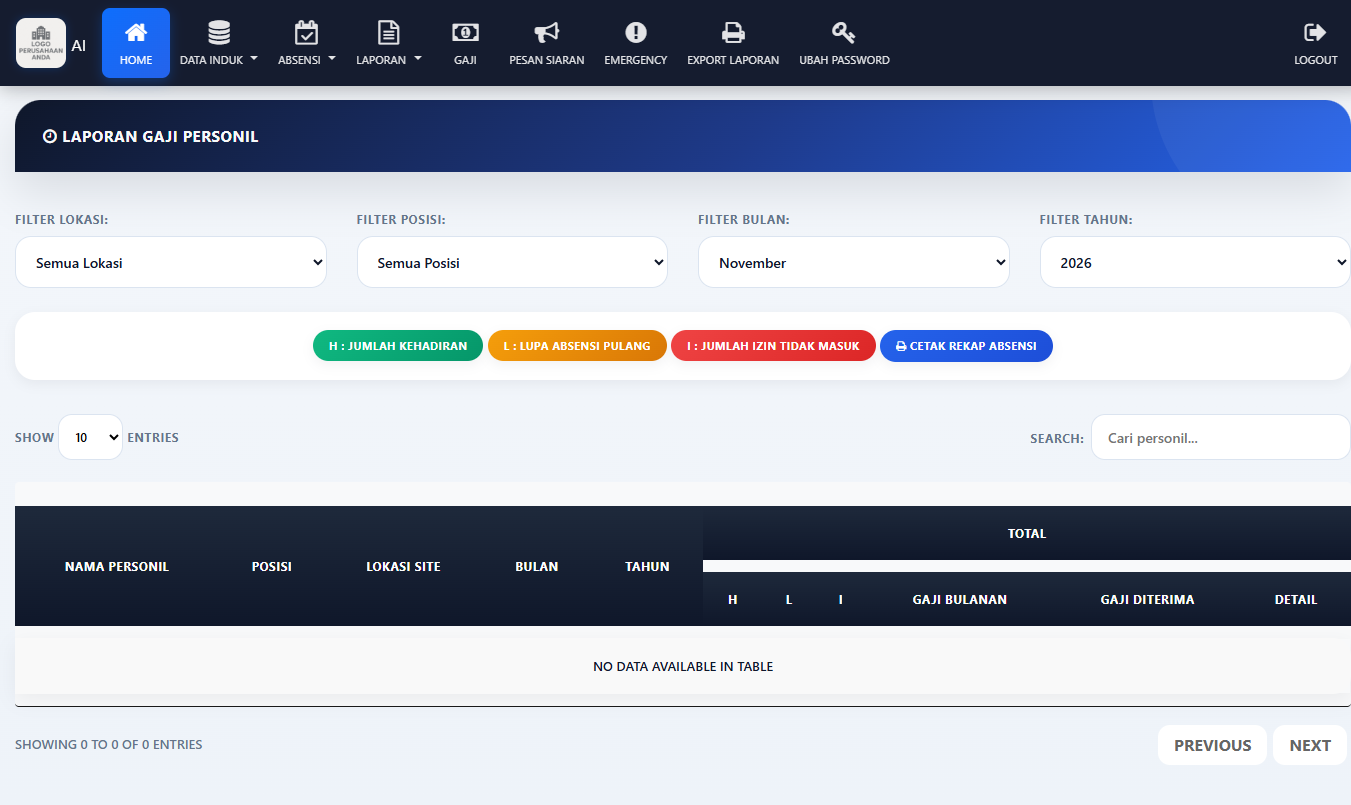 LOGO
PERUSAHAAN
ANDA
AI
HOME
DATA INDUK
ABSENSI
LAPORAN
GAJI
PESAN SIARAN
EMERGENCY
EXPORT LAPORAN
UBAH PASSWORD
LOGOUT
LAPORAN GAJI PERSONIL
FILTER LOKASI:
FILTER POSISI:
FILTER BULAN:
FILTER TAHUN:
Semua Lokasi
Semua Posisi
November
2026
H : JUMLAH KEHADIRAN
L : LUPA ABSENSI PULANG
I : JUMLAH IZIN TIDAK MASUK
CETAK REKAP ABSENSI
SHOW 10 ENTRIES
SEARCH: Cari personil...
NAMA PERSONIL
POSISI
LOKASI SITE
BULAN
TAHUN
TOTAL
H
L
I
GAJI BULANAN
GAJI DITERIMA
DETAIL
NO DATA AVAILABLE IN TABLE
SHOWING 0 TO 0 OF 0 ENTRIES
PREVIOUS
NEXT